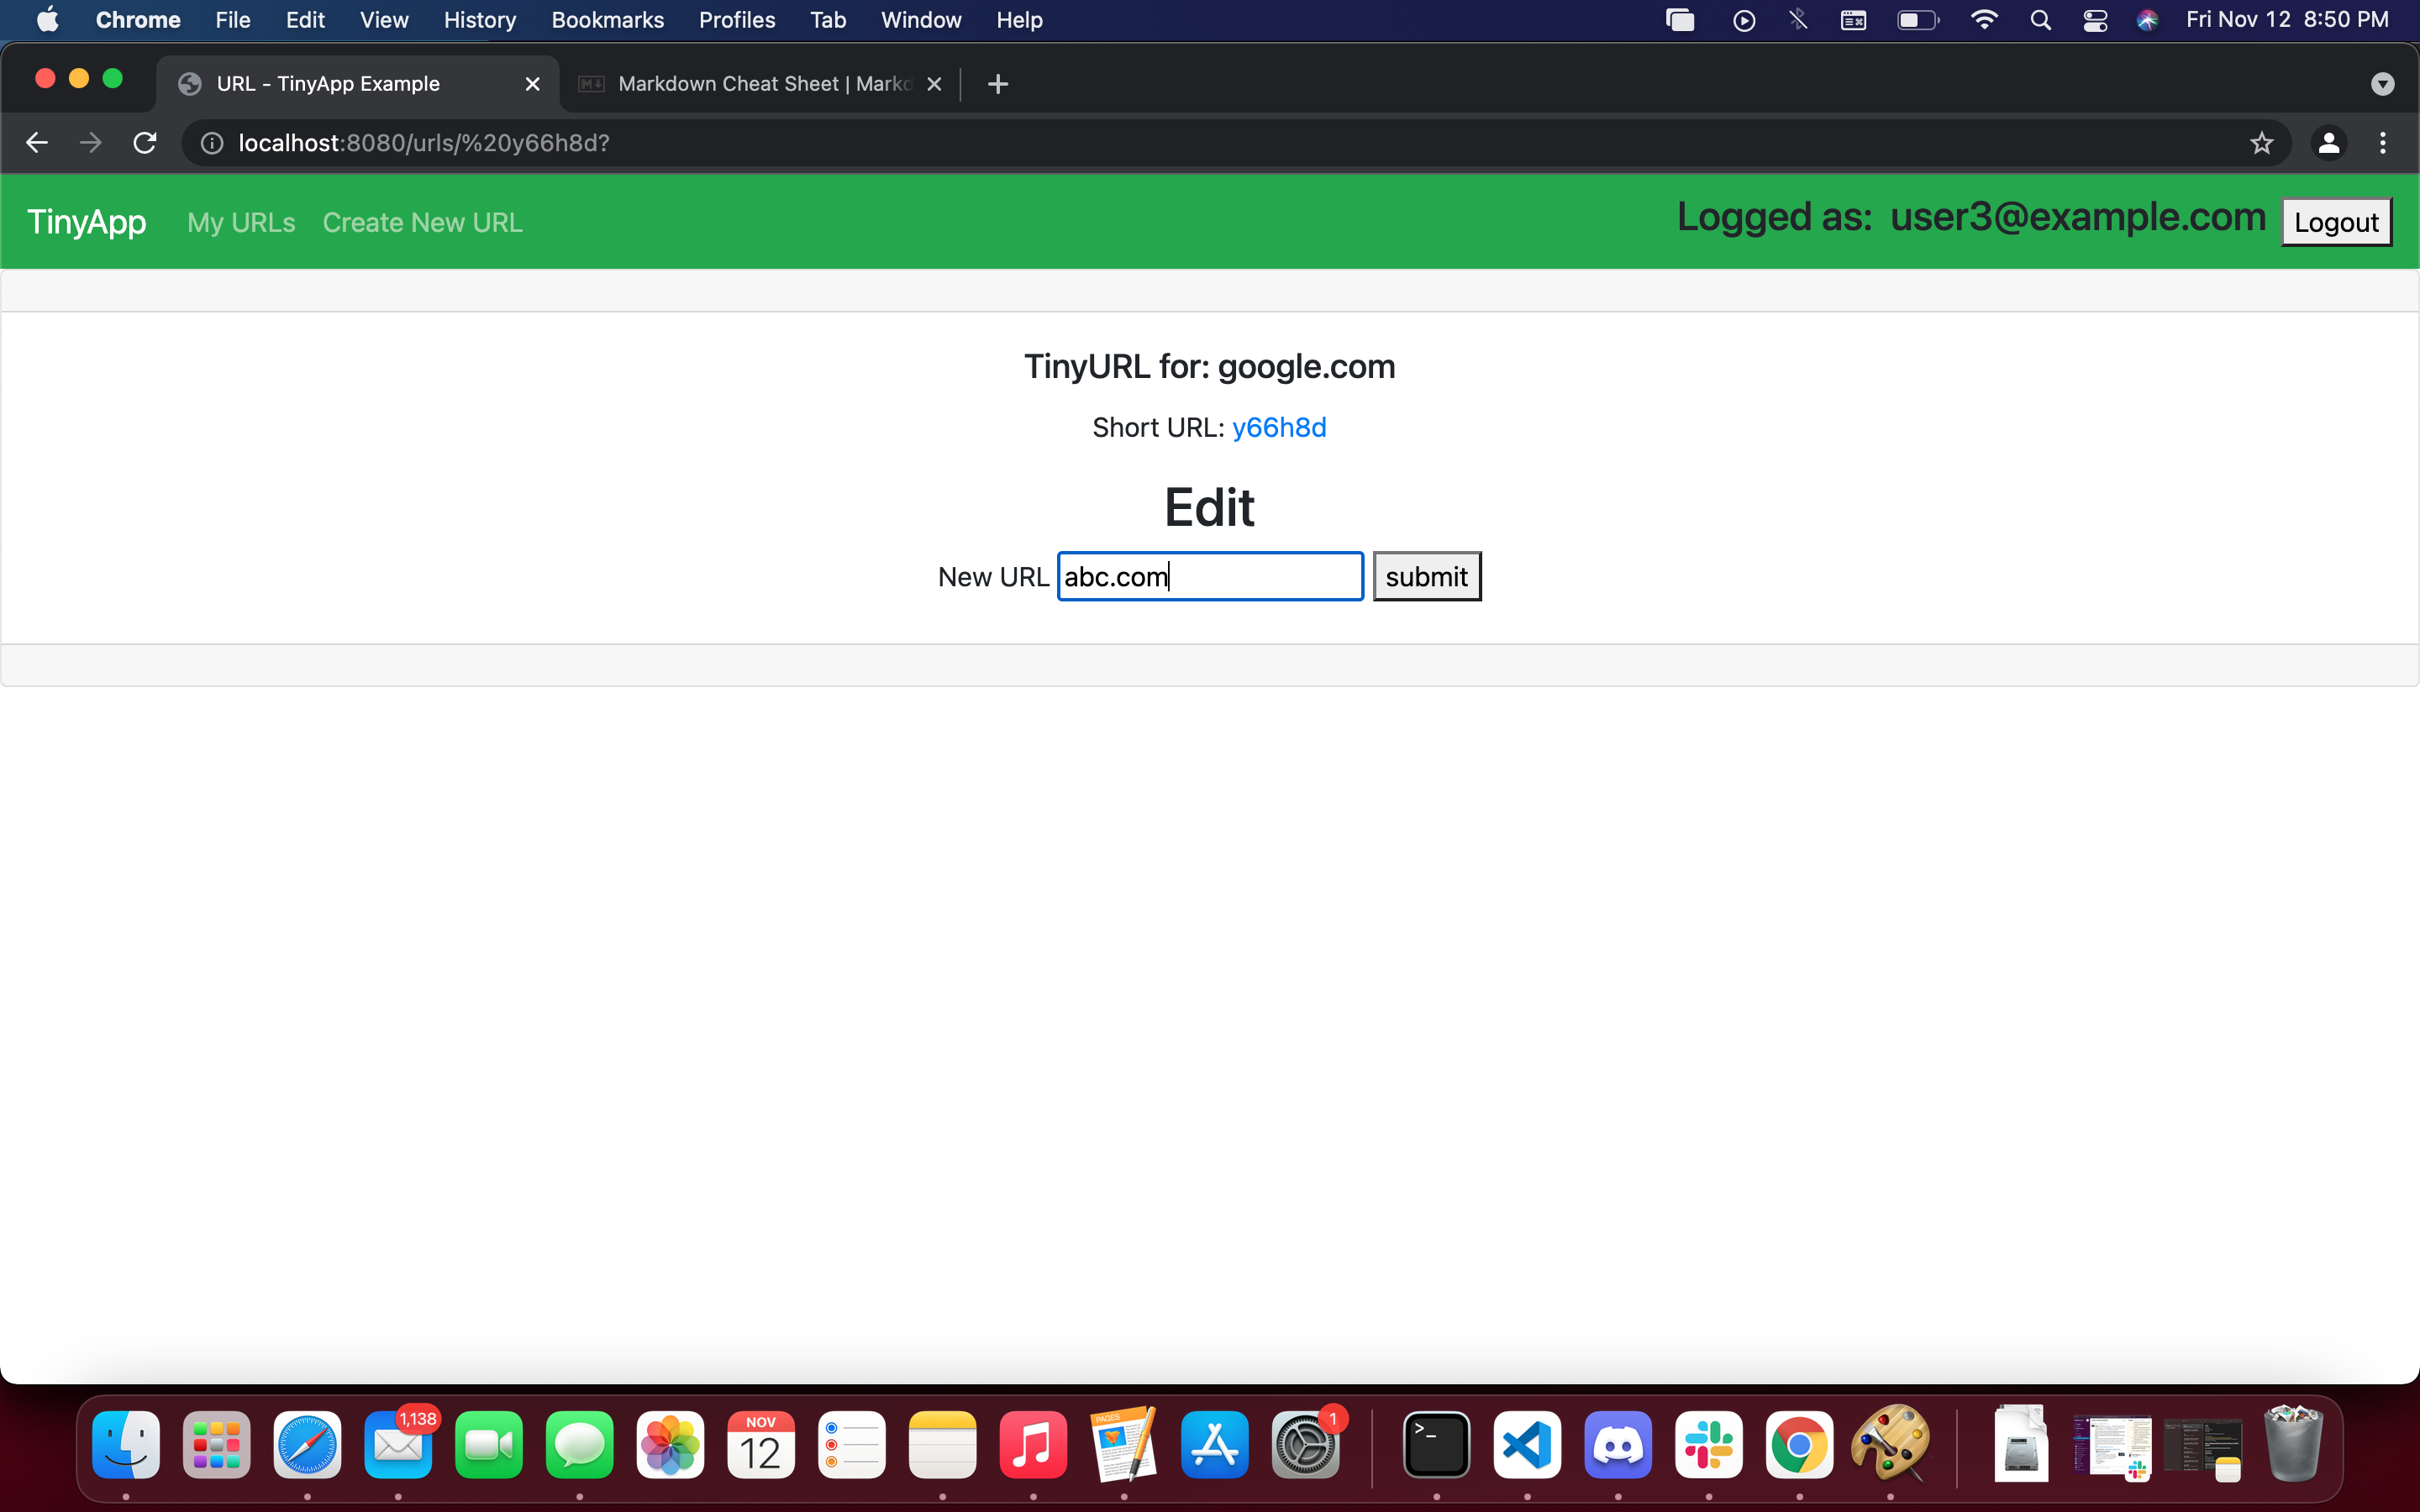 Chrome File Edit View History Bookmarks Profiles Tab Window Help Fri Nov 12 8:50 PM
URL - TinyApp Example Markdown Cheat Sheet | Markd
localhost:8080/urls/%20y66h8d?
TinyApp My URLs Create New URL Logged as: user3@example.com Logout
TinyURL for: google.com
Short URL: y66h8d
Edit
New URL abc.com submit
1,138 NOV 12 PAGES 1 >_